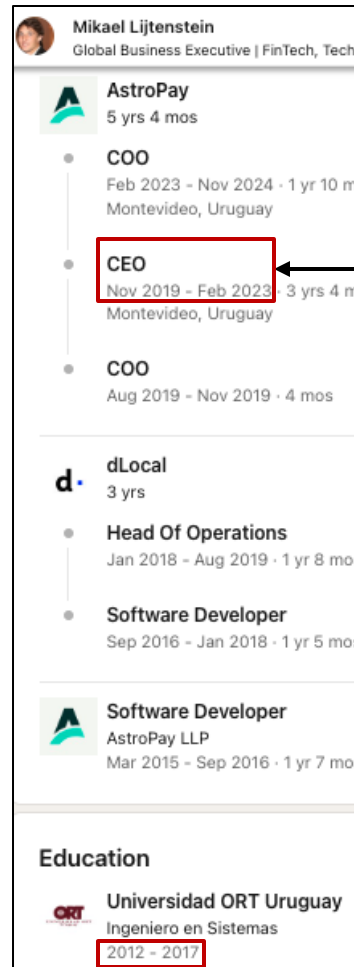 Mikael Lijtenstein
Global Business Executive | FinTech, Tech
AstroPay
5 yrs 4 mos
COO
Feb 2023 - Nov 2024 · 1 yr 10 m
Montevideo, Uruguay
CEO
Nov 2019 - Feb 2023 · 3 yrs 4 m
Montevideo, Uruguay
COO
Aug 2019 - Nov 2019 · 4 mos
d·
dLocal
3 yrs
Head Of Operations
Jan 2018 - Aug 2019 · 1 yr 8 mo
Software Developer
Sep 2016 - Jan 2018 · 1 yr 5 mos
Software Developer
AstroPay LLP
Mar 2015 - Sep 2016 · 1 yr 7 mo
Education
ORT
Universidad ORT Uruguay
Ingeniero en Sistemas
2012 - 2017